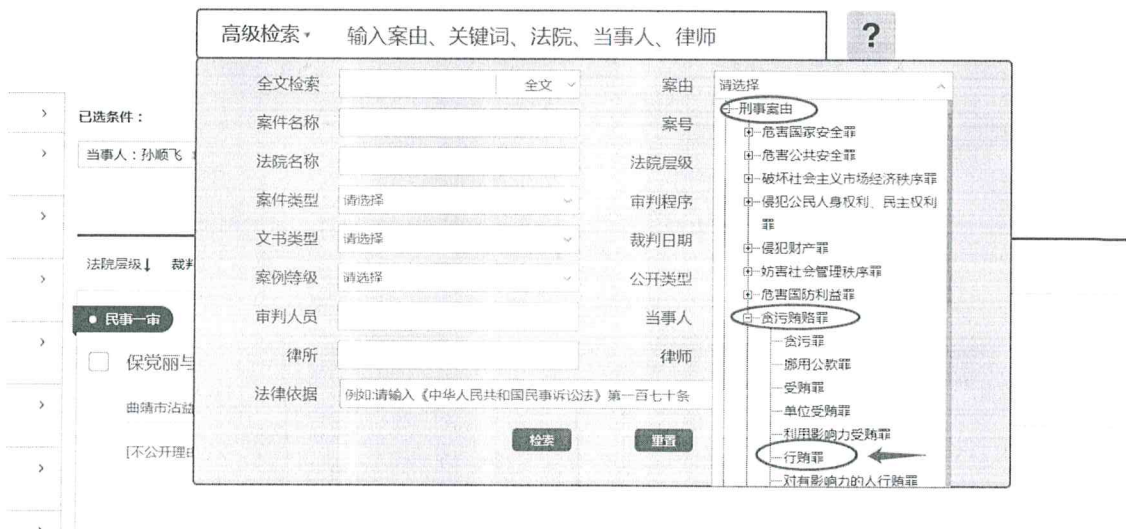 高级检索
输入案由、关键词、法院、当事人、律师
?
全文检索
全文
案件名称
法院名称
案件类型
请选择
文书类型
请选择
案例等级
请选择
审判人员
律所
法律依据
例如:请输入《中华人民共和国民事诉讼法》第一百七十条
检索
重置
案由
案号
法院层级
审判程序
裁判日期
公开类型
当事人
律师
请选择
刑事案由
危害国家安全罪
危害公共安全罪
破坏社会主义市场经济秩序罪
侵犯公民人身权利、民主权利
罪
侵犯财产罪
妨害社会管理秩序罪
危害国防利益罪
贪污贿赂罪
贪污罪
挪用公款罪
受贿罪
单位受贿罪
利用影响力受贿罪
行贿罪
对有影响力的人行贿罪
已选条件：
当事人：孙顺飞
法院层级↓ 裁判
民事一审
保党丽与
曲靖市沾益
[不公开理由